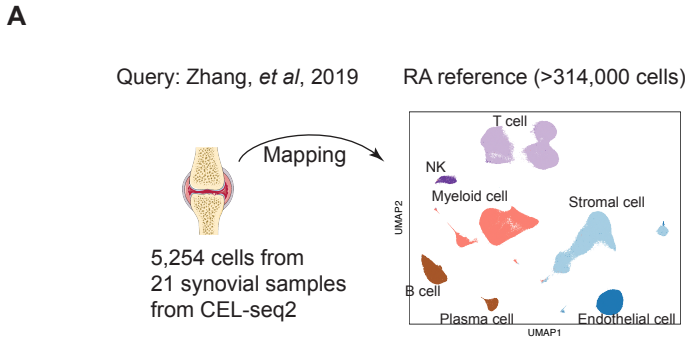 A
Query: Zhang, et al, 2019
RA reference (>314,000 cells)
Mapping
5,254 cells from
21 synovial samples
from CEL-seq2
T cell
NK
Myeloid cell
Stromal cell
B cell
Plasma cell
Endothelial cell
UMAP2
UMAP1